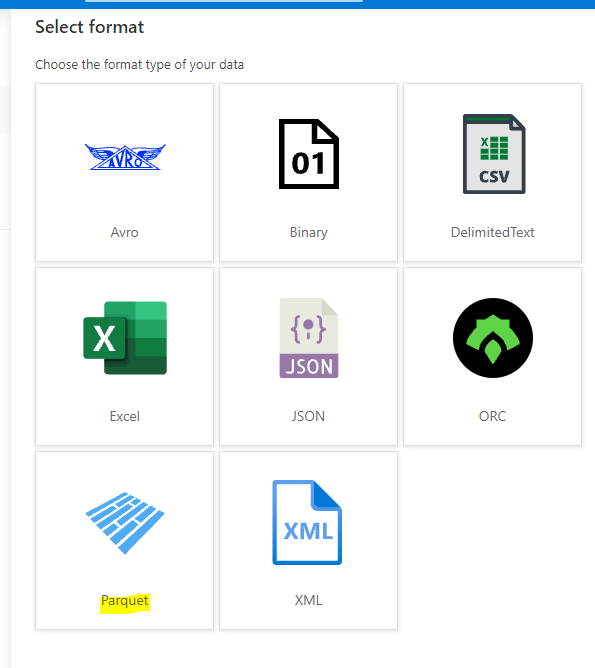 Select format
Choose the format type of your data
AVRO
01
X
CSV
Avro
Binary
DelimitedText
X
{;}
JSON
Excel
JSON
ORC
XML
Parquet
XML